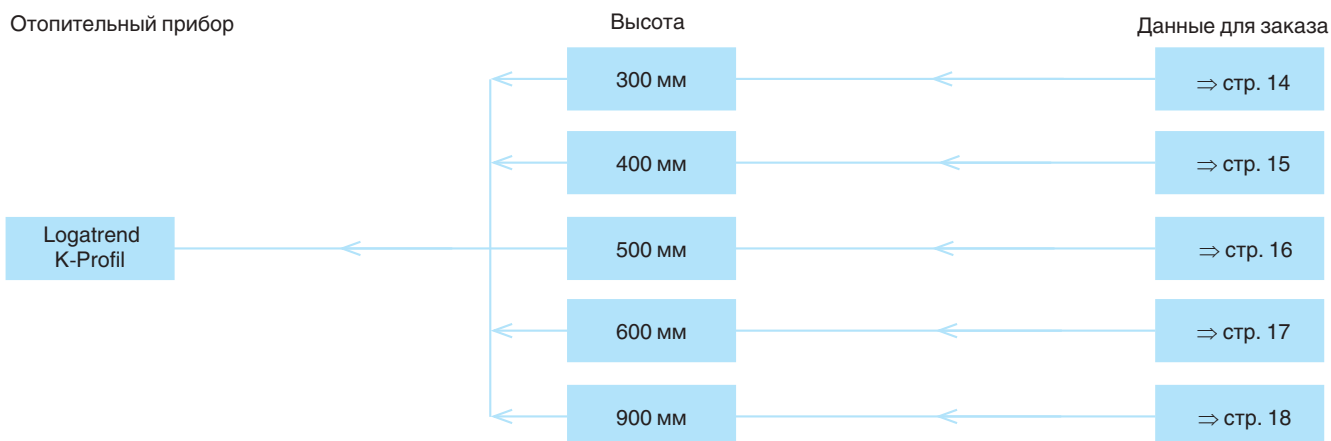 Отопительный прибор
Высота
Данные для заказа
300 мм
⇒ стр. 14
400 мм
⇒ стр. 15
Logatrend
K-Profil
500 мм
⇒ стр. 16
600 мм
⇒ стр. 17
900 мм
⇒ стр. 18